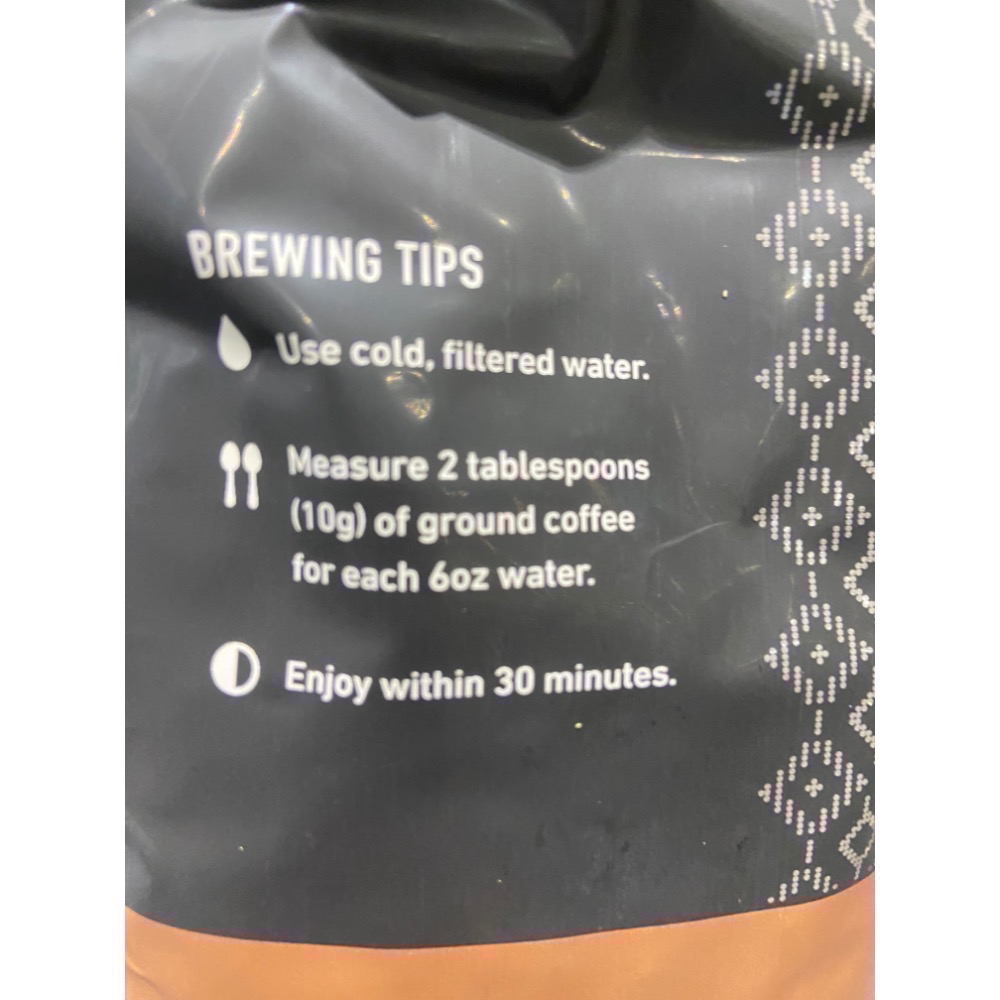 BREWING TIPS
Use cold, filtered water.
Measure 2 tablespoons
(10g) of ground coffee
for each 6oz water.
Enjoy within 30 minutes.